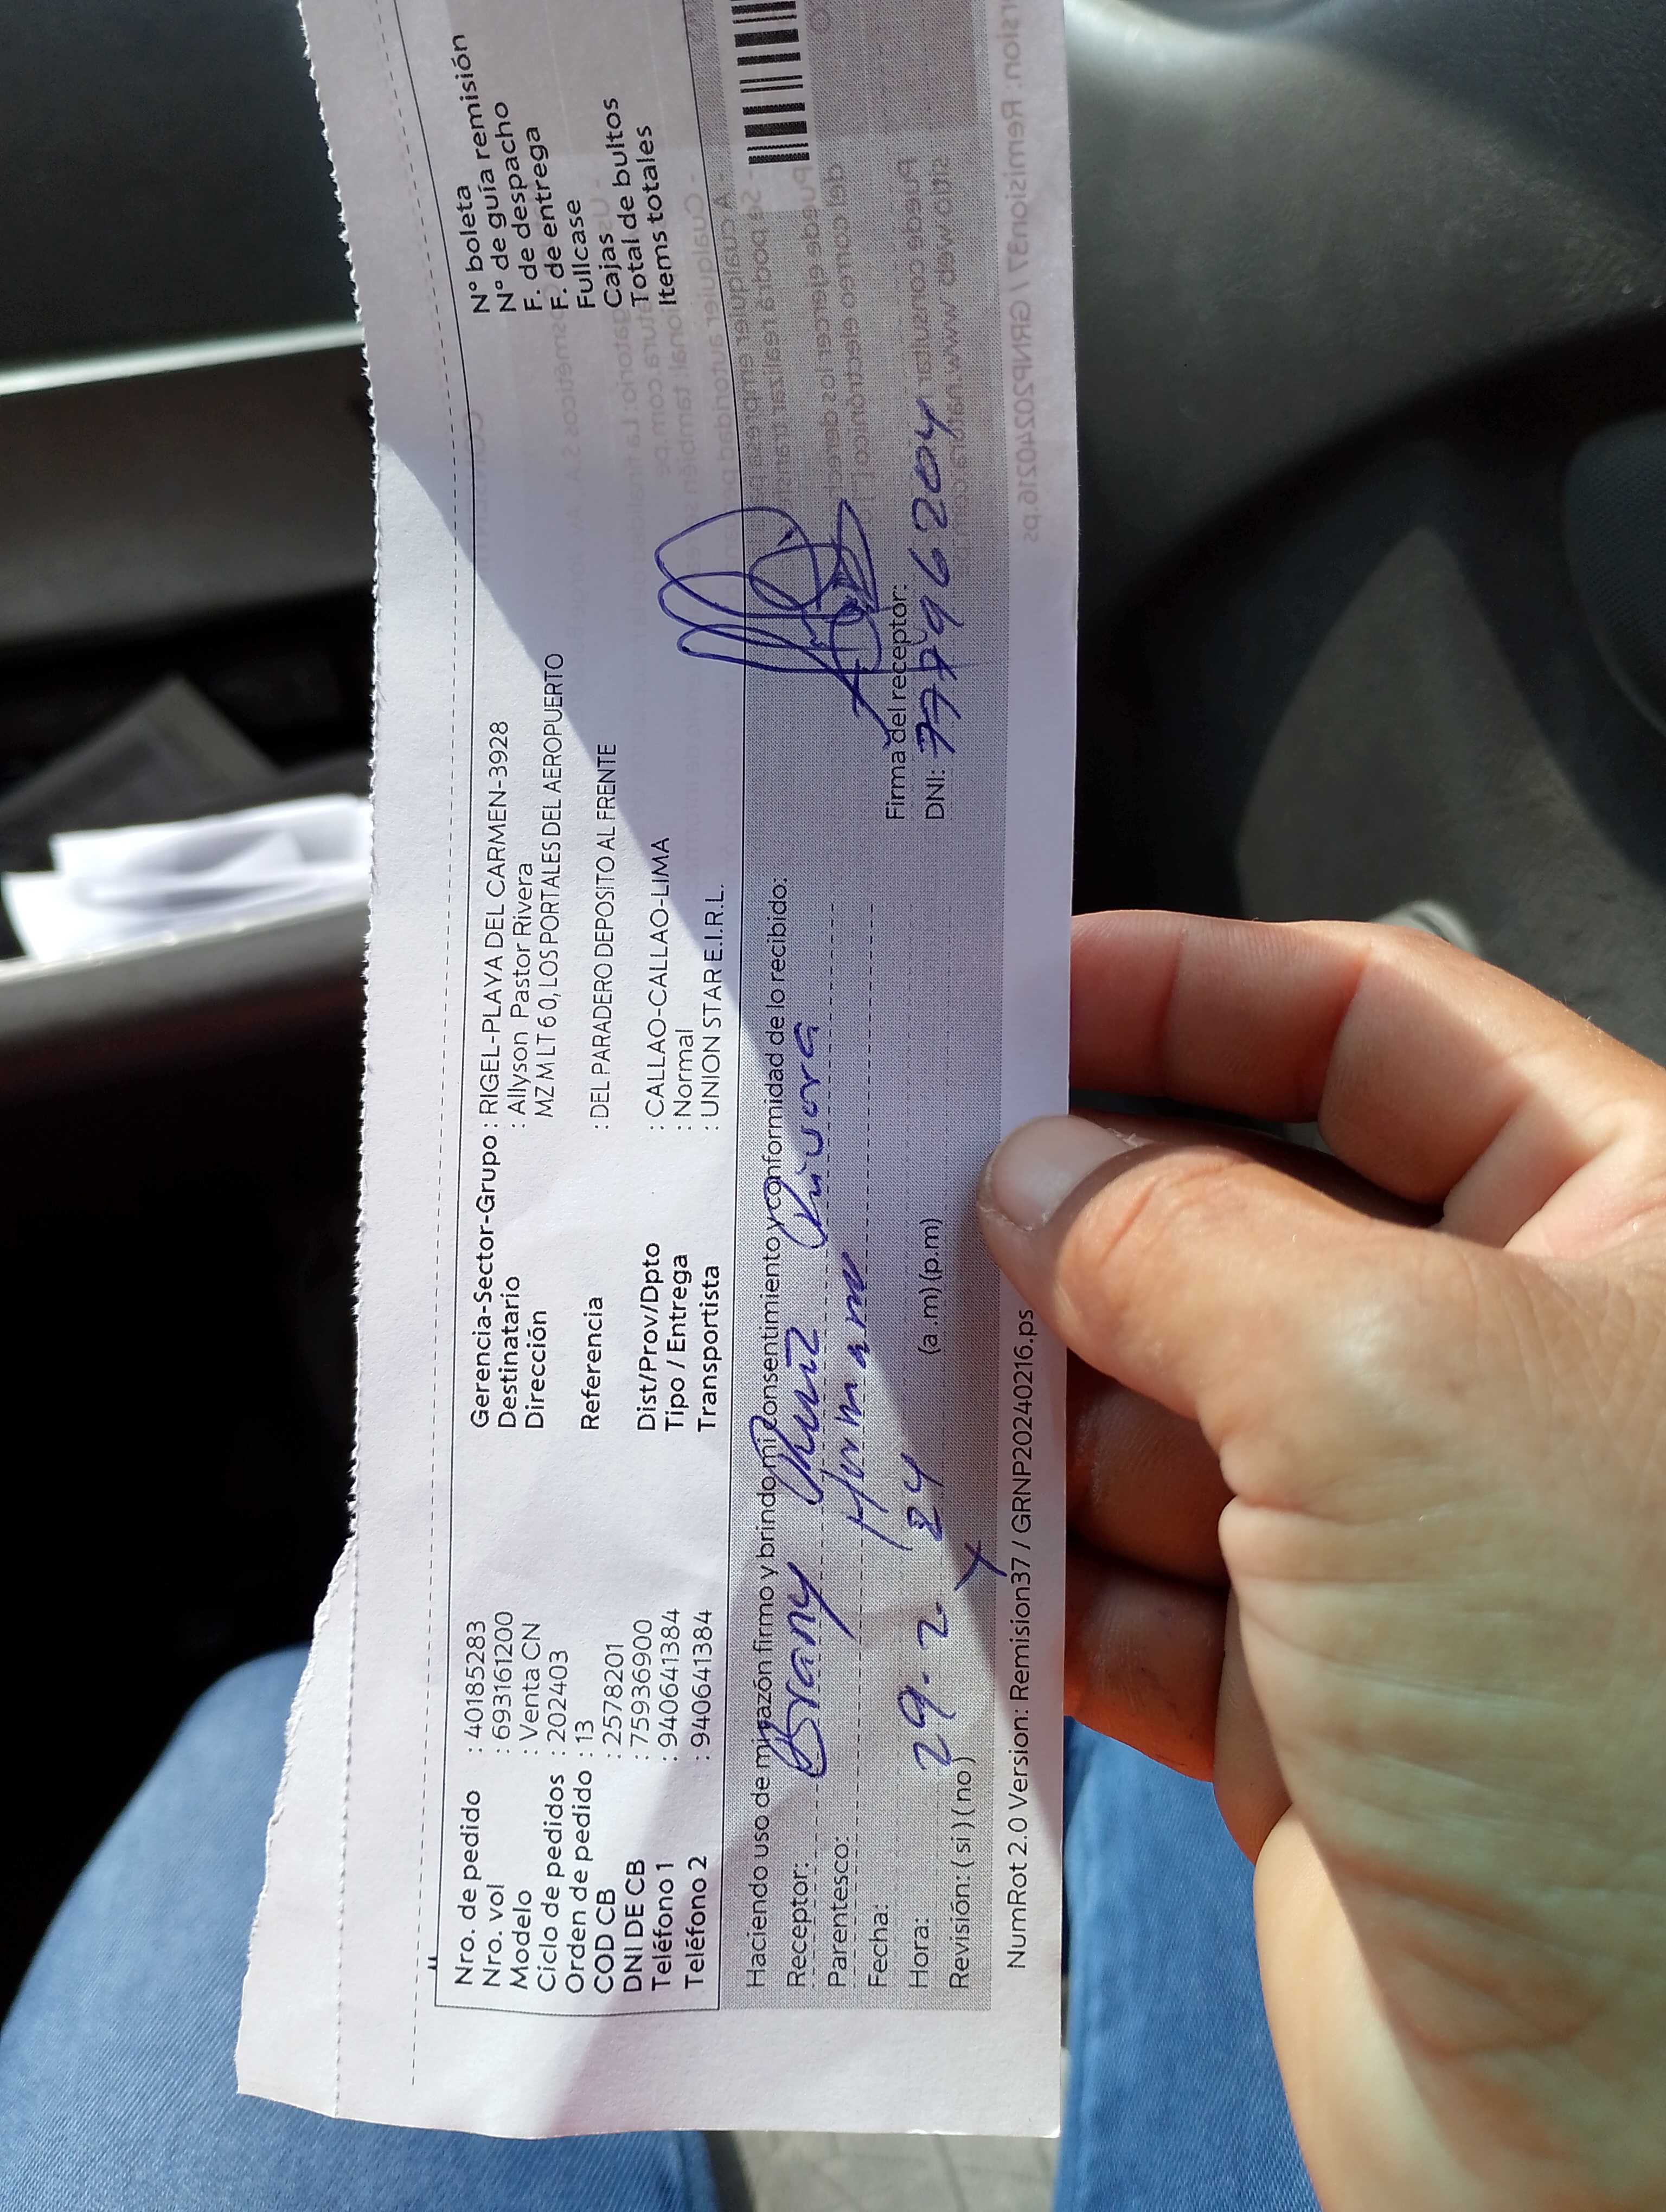 Nro. de pedido : 40185283 Gerencia-Sector-Grupo : RIGEL-PLAYA DEL CARMEN-3928 N° boleta
Nro. vol : 693161200 Destinatario : Allyson Pastor Rivera N° de guía remisión
Modelo : Venta CN Dirección MZ M LT 6 0, LOS PORTALES DEL AEROPUERTO F. de despacho
Ciclo de pedidos : 202403 F. de entrega
Orden de pedido : 13 Referencia : DEL PARADERO DEPOSITO AL FRENTE Fullcase
COD CB : 25778201 Cajas
DNI DE CB : 75936900 Dist/Prov/Dpto : CALLAO-CALLAO-LIMA Total de bultos
Teléfono 1 : 940641384 Tipo / Entrega : Normal Items totales
Teléfono 2 : 940641384 Transportista : UNION STAR E.I.R.L.
Haciendo uso de mi razón firmo y brindo mi consentimiento y conformidad de lo recibido:
Receptor: Brany
Parentesco: Hermano
Fecha: 29. 2. 24
Firma del receptor:
Hora: (a .m) (p.m) DNI:
Revisión: ( si ) ( no ) X
NumRot 2.0 Version: Remision37 / GRNP20240216.ps